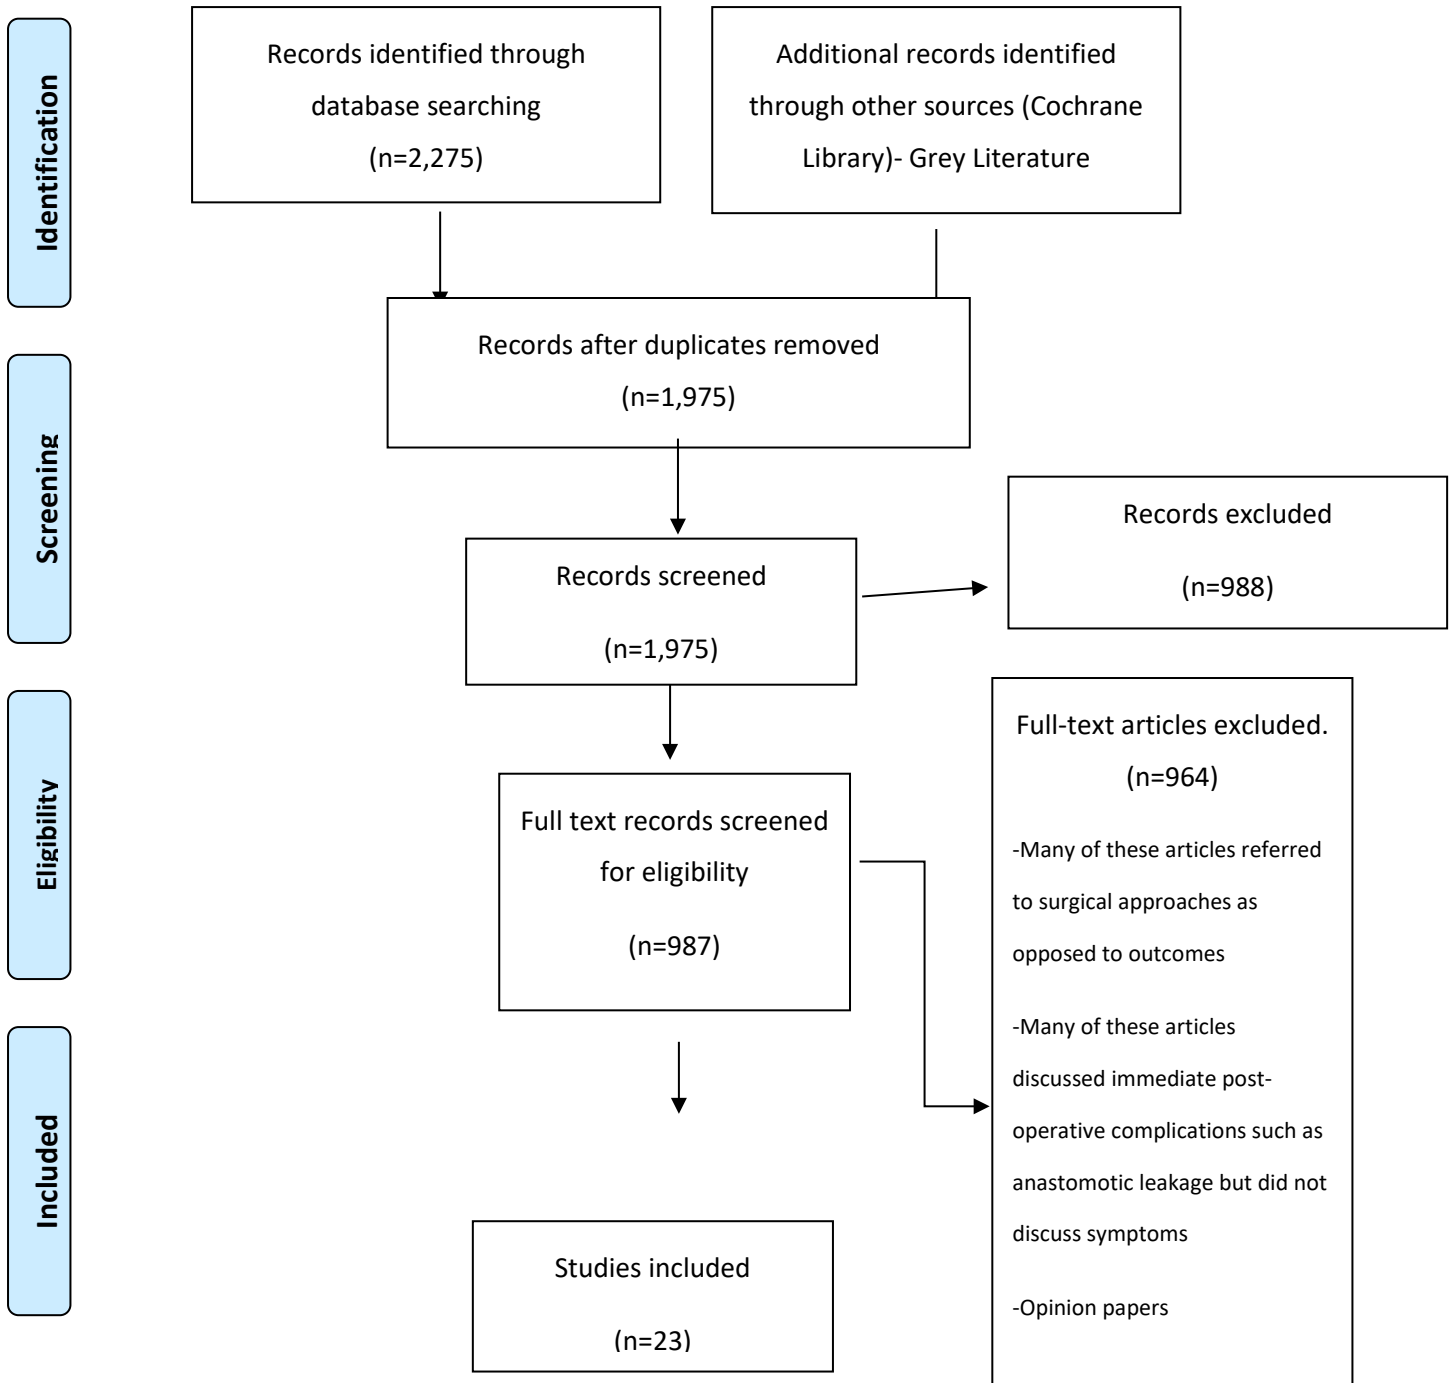 Identification
Records identified through
database searching
(n=2,275)
Additional records identified
through other sources (Cochrane
Library)- Grey Literature
Records after duplicates removed
(n=1,975)
Screening
Records screened
(n=1,975)
Records excluded
(n=988)
Eligibility
Full text records screened
for eligibility
(n=987)
Full-text articles excluded.
(n=964)
-Many of these articles referred
to surgical approaches as
opposed to outcomes
-Many of these articles
discussed immediate post-
operative complications such as
anastomotic leakage but did not
discuss symptoms
-Opinion papers
Included
Studies included
(n=23)